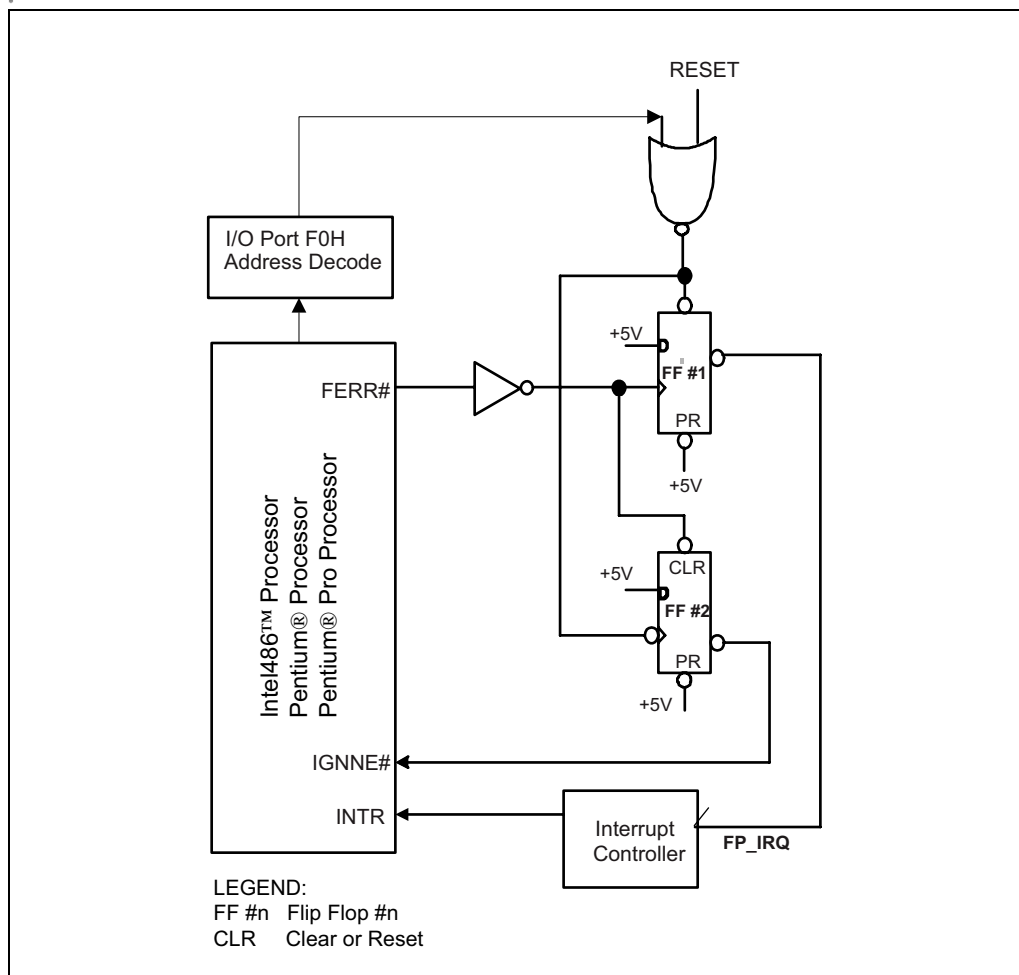 RESET
I/O Port F0H
Address Decode
+5V
D
FF #1
FERR#
PR
+5V
Intel486™ Processor
Pentium® Processor
Pentium® Pro Processor
CLR
+5V
D
FF #2
PR
+5V
IGNNE#
INTR
Interrupt
Controller
FP_IRQ
LEGEND:
FF #n Flip Flop #n
CLR Clear or Reset